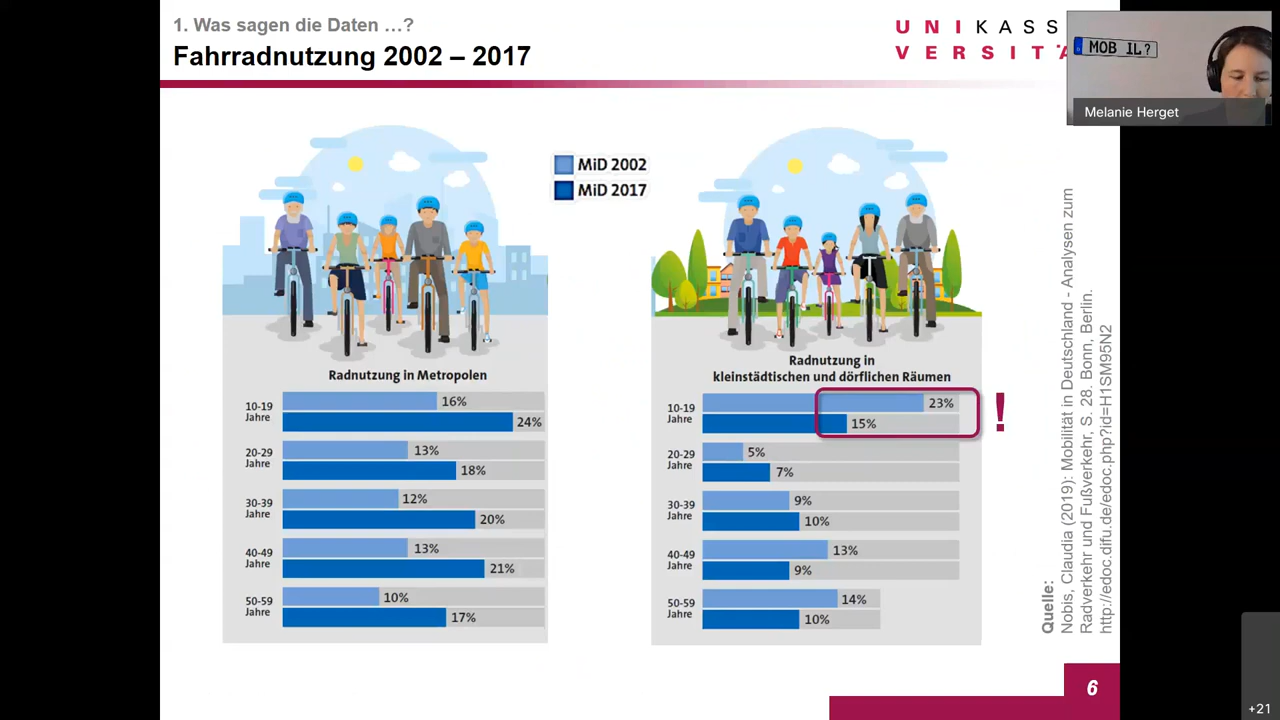 1. Was sagen die Daten …?
Fahrradnutzung 2002 – 2017
UNIKASS
VERSITÄ
MOB IL?
Melanie Herget
MiD 2002
MiD 2017
Radnutzung in Metropolen
10-19
Jahre
16%
24%
20-29
Jahre
13%
18%
30-39
Jahre
12%
20%
40-49
Jahre
13%
21%
50-59
Jahre
10%
17%
Radnutzung in
kleinstädtischen und dörflichen Räumen
10-19
Jahre
23%
15%
!
20-29
Jahre
5%
7%
30-39
Jahre
9%
10%
40-49
Jahre
13%
9%
50-59
Jahre
14%
10%
Quelle:
Nobis, Claudia (2019): Mobilität in Deutschland - Analysen zum
Radverkehr und Fußverkehr, S. 28. Bonn, Berlin.
http://edoc.difu.de/edoc.php?id=H1SM95N2
6
+21